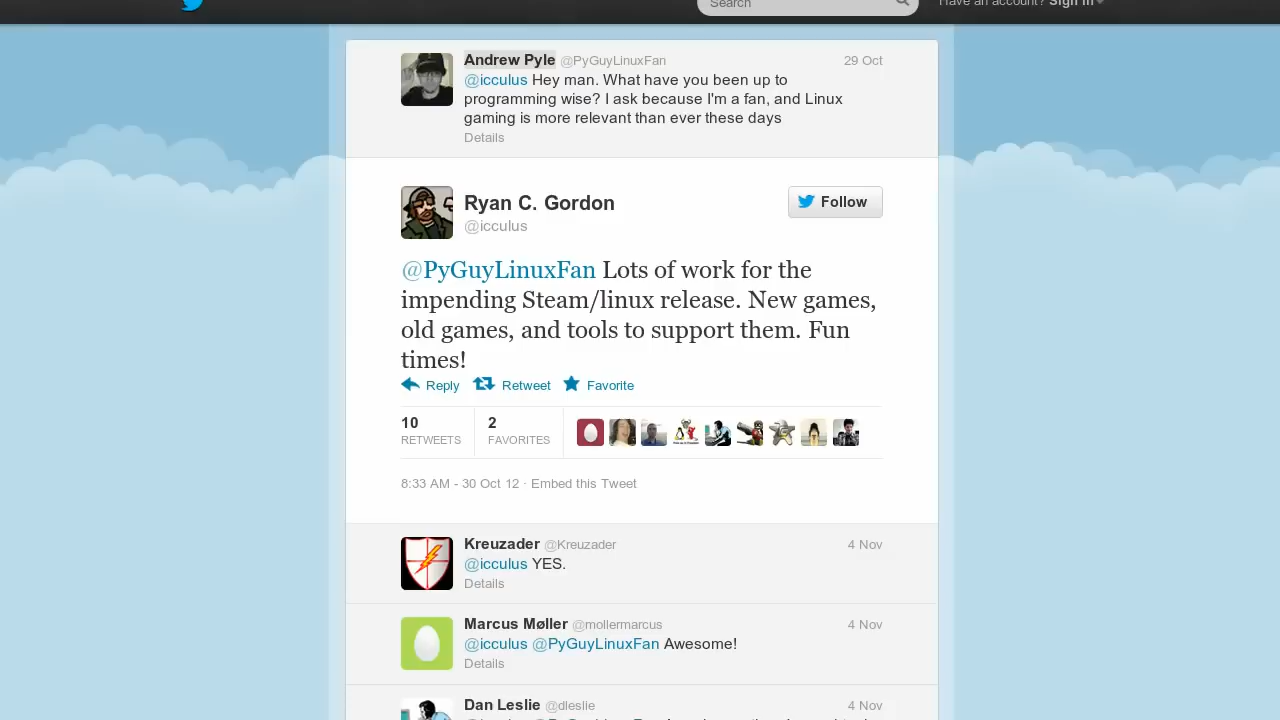 Search
Have an account? Sign in
Andrew Pyle @PyGuyLinuxFan 29 Oct
@icculus Hey man. What have you been up to
programming wise? I ask because I'm a fan, and Linux
gaming is more relevant than ever these days
Details
Ryan C. Gordon
@icculus
Follow
@PyGuyLinuxFan Lots of work for the
impending Steam/linux release. New games,
old games, and tools to support them. Fun
times!
Reply Retweet Favorite
10 2
RETWEETS FAVORITES
8:33 AM - 30 Oct 12 · Embed this Tweet
Kreuzader @Kreuzader 4 Nov
@icculus YES.
Details
Marcus Møller @mollermarcus 4 Nov
@icculus @PyGuyLinuxFan Awesome!
Details
Dan Leslie @dleslie 4 Nov